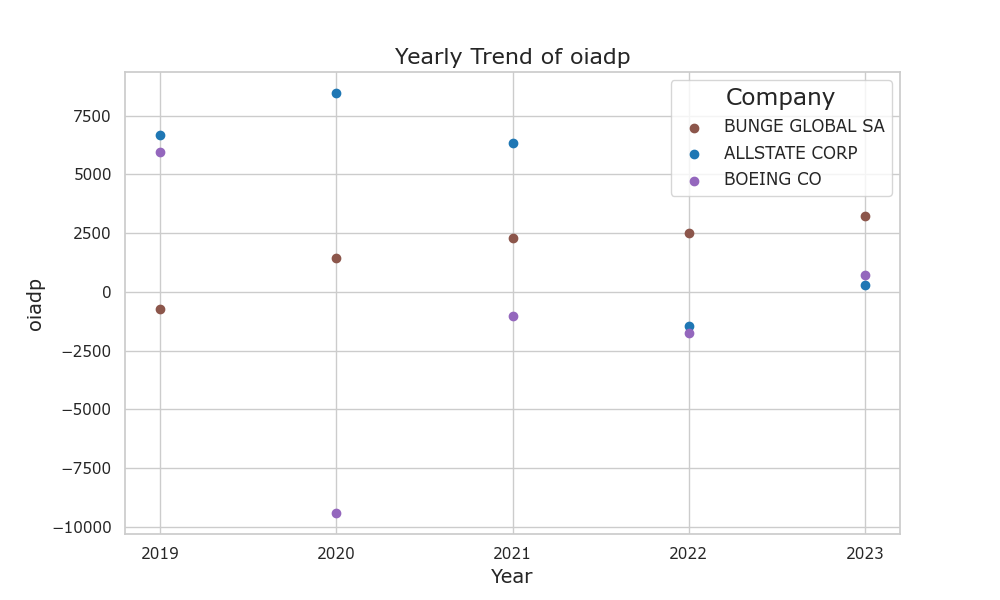 Yearly Trend of oiadp
Company
BUNGE GLOBAL SA
ALLSTATE CORP
BOEING CO
7500
5000
2500
0
−2500
−5000
−7500
−10000
oiadp
2019 2020 2021 2022 2023
Year